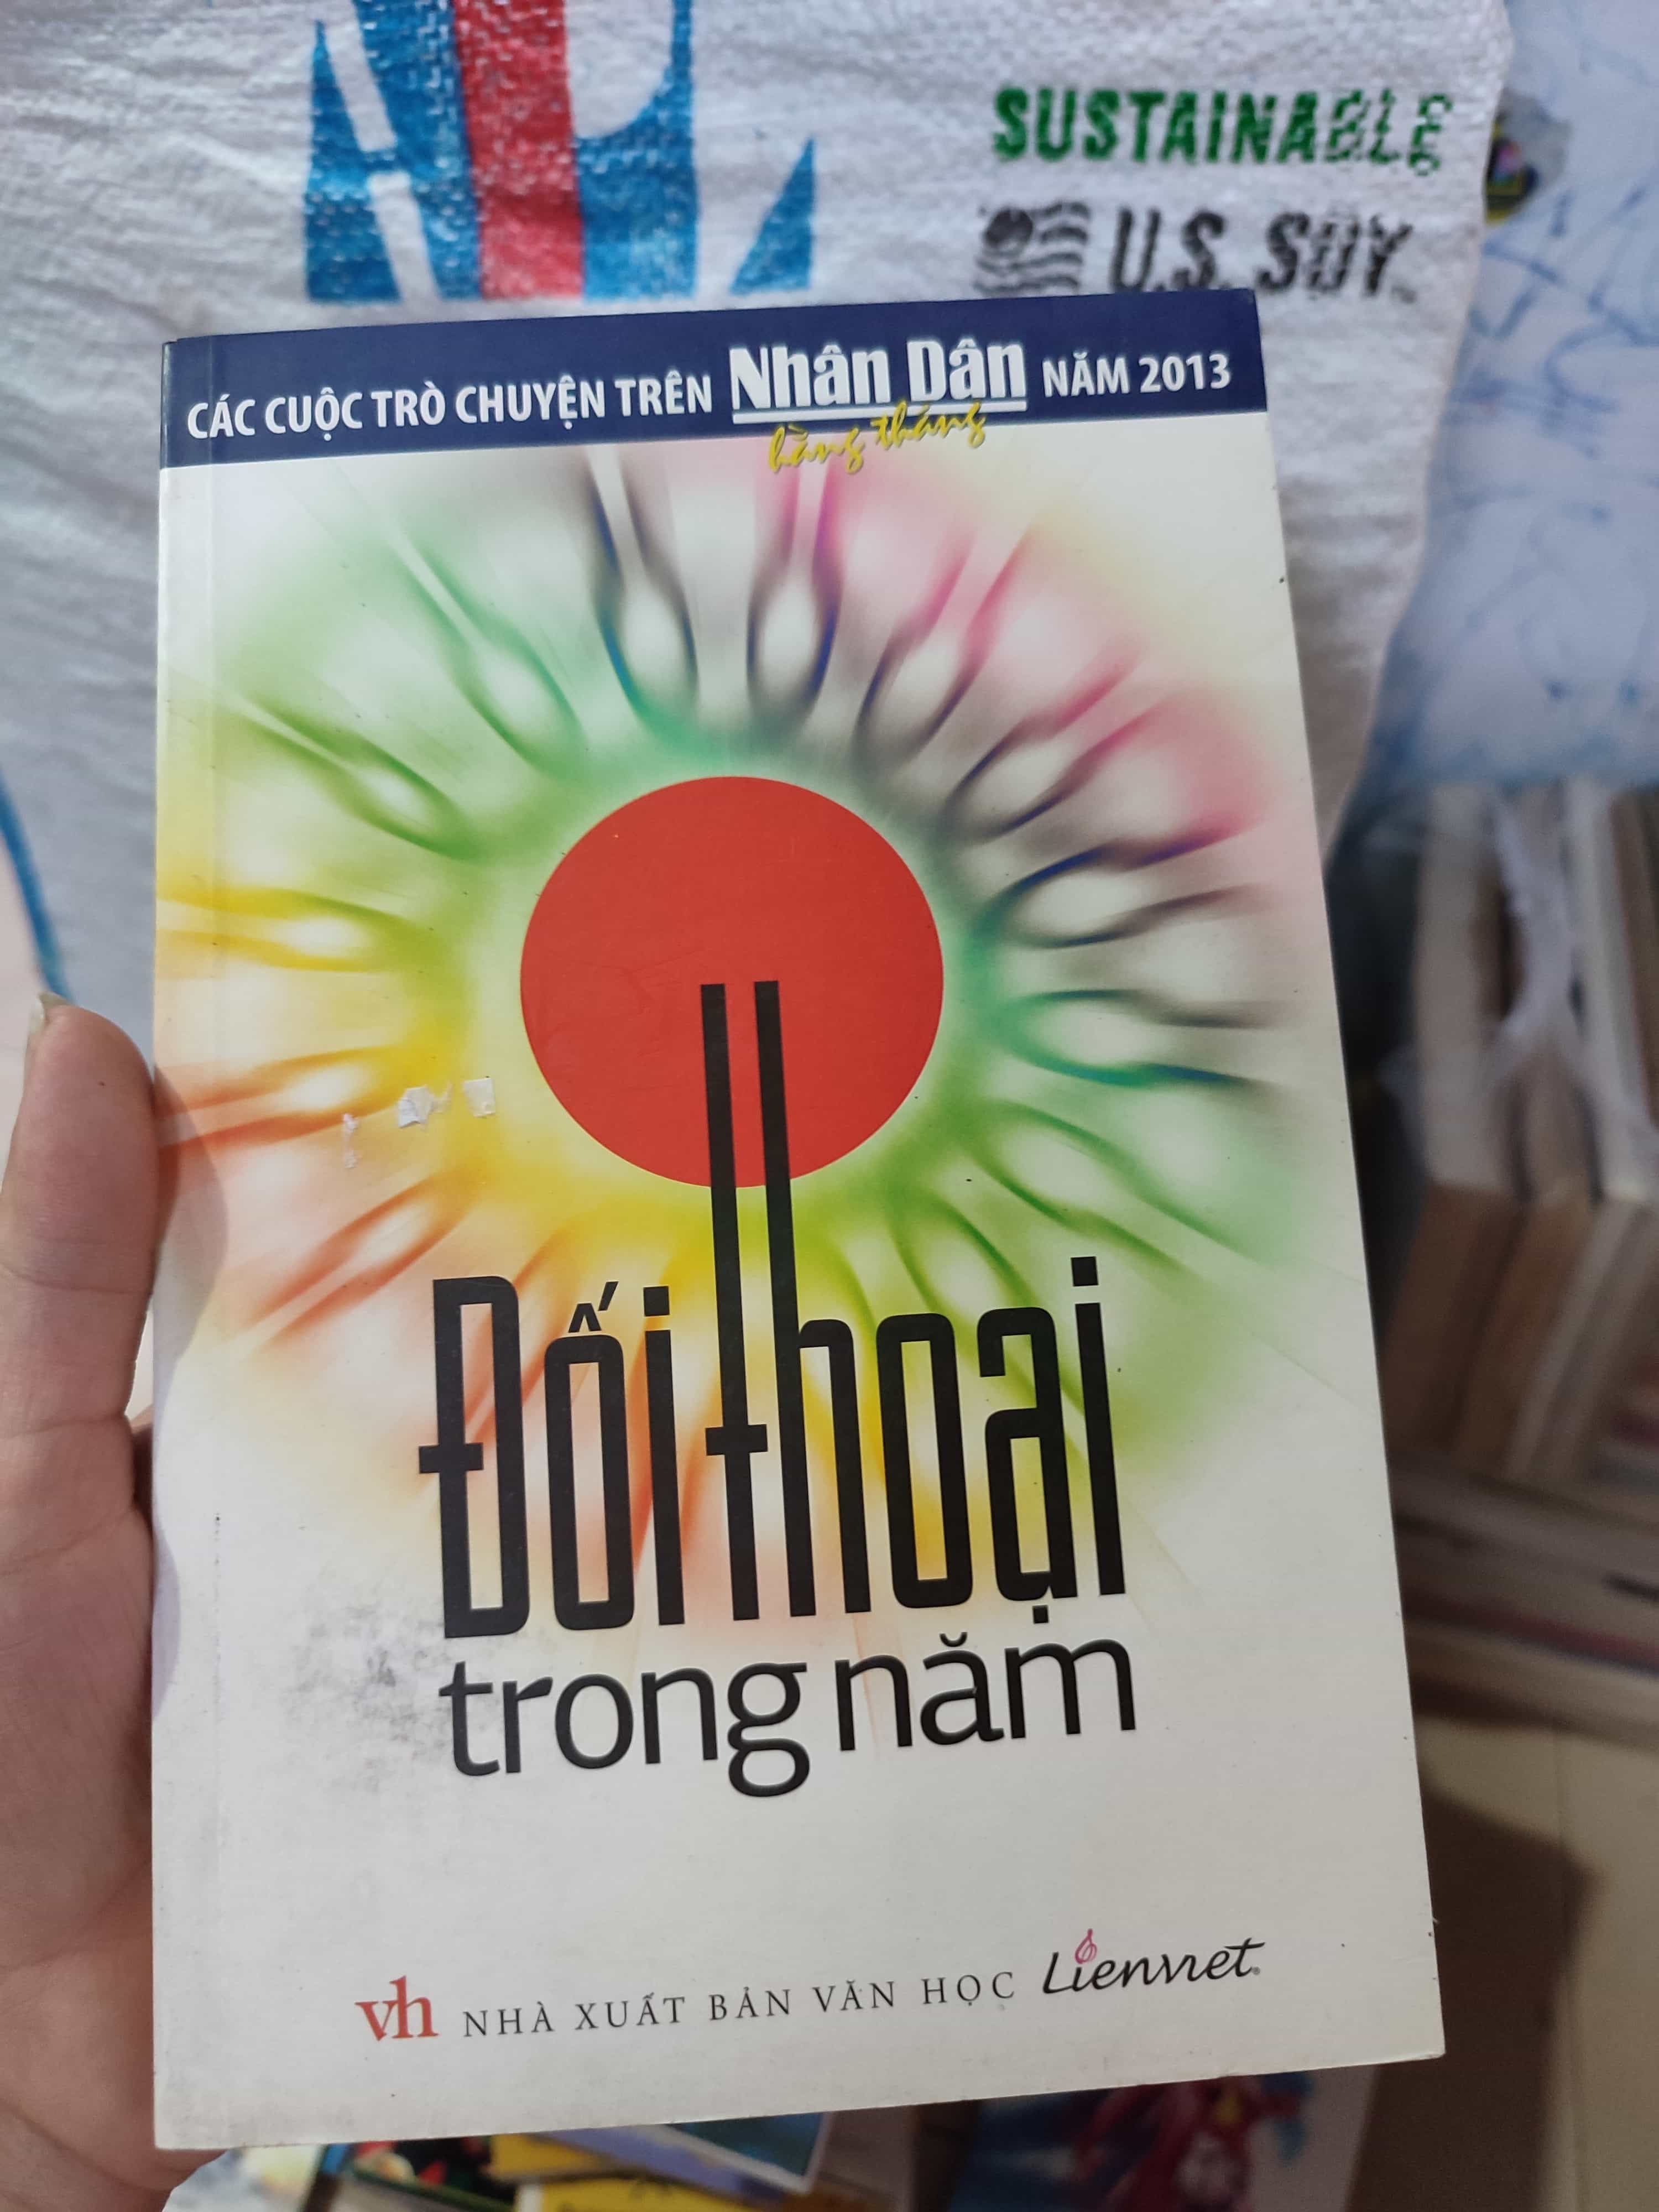 SUSTAINABLE
U.S. SOY
CÁC CUỘC TRÒ CHUYỆN TRÊN Nhân Dân NĂM 2013
hằng tháng
Đối thoại
trong năm
vh NHÀ XUẤT BẢN VĂN HỌC Lienviet